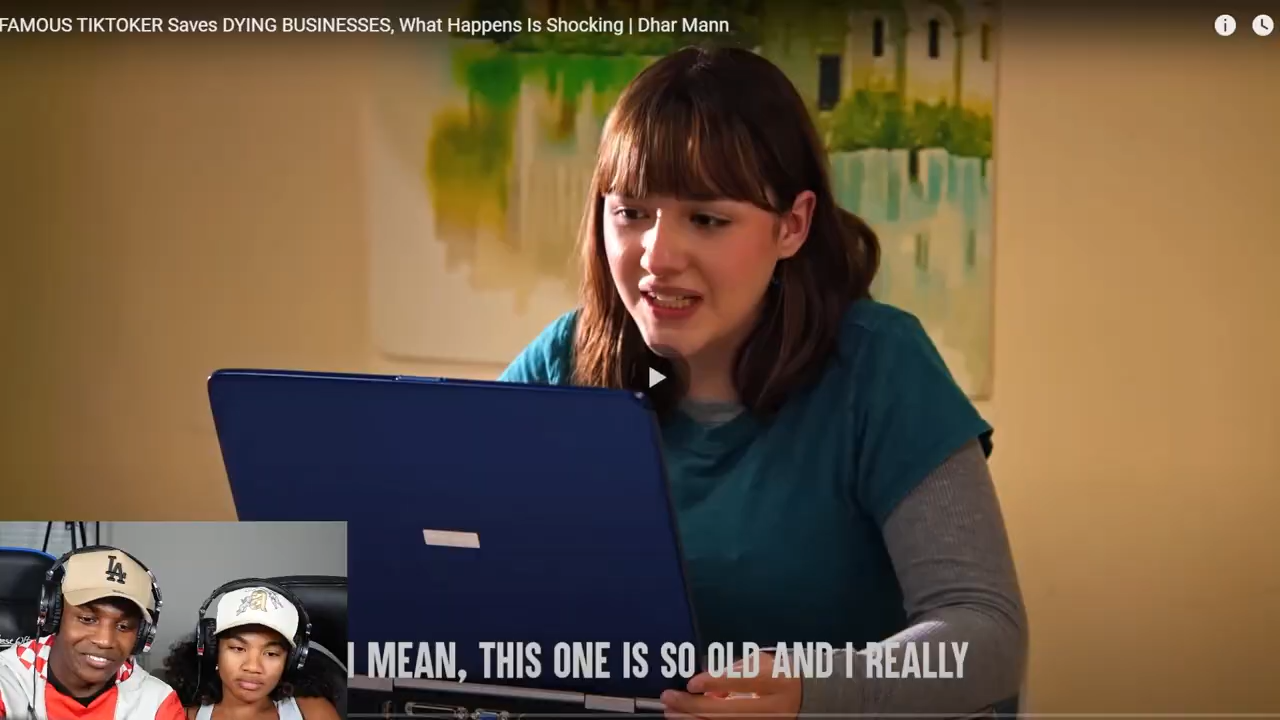 FAMOUS TIKTOKER Saves DYING BUSINESSES, What Happens Is Shocking | Dhar Mann
LA
I MEAN, THIS ONE IS SO OLD AND I REALLY